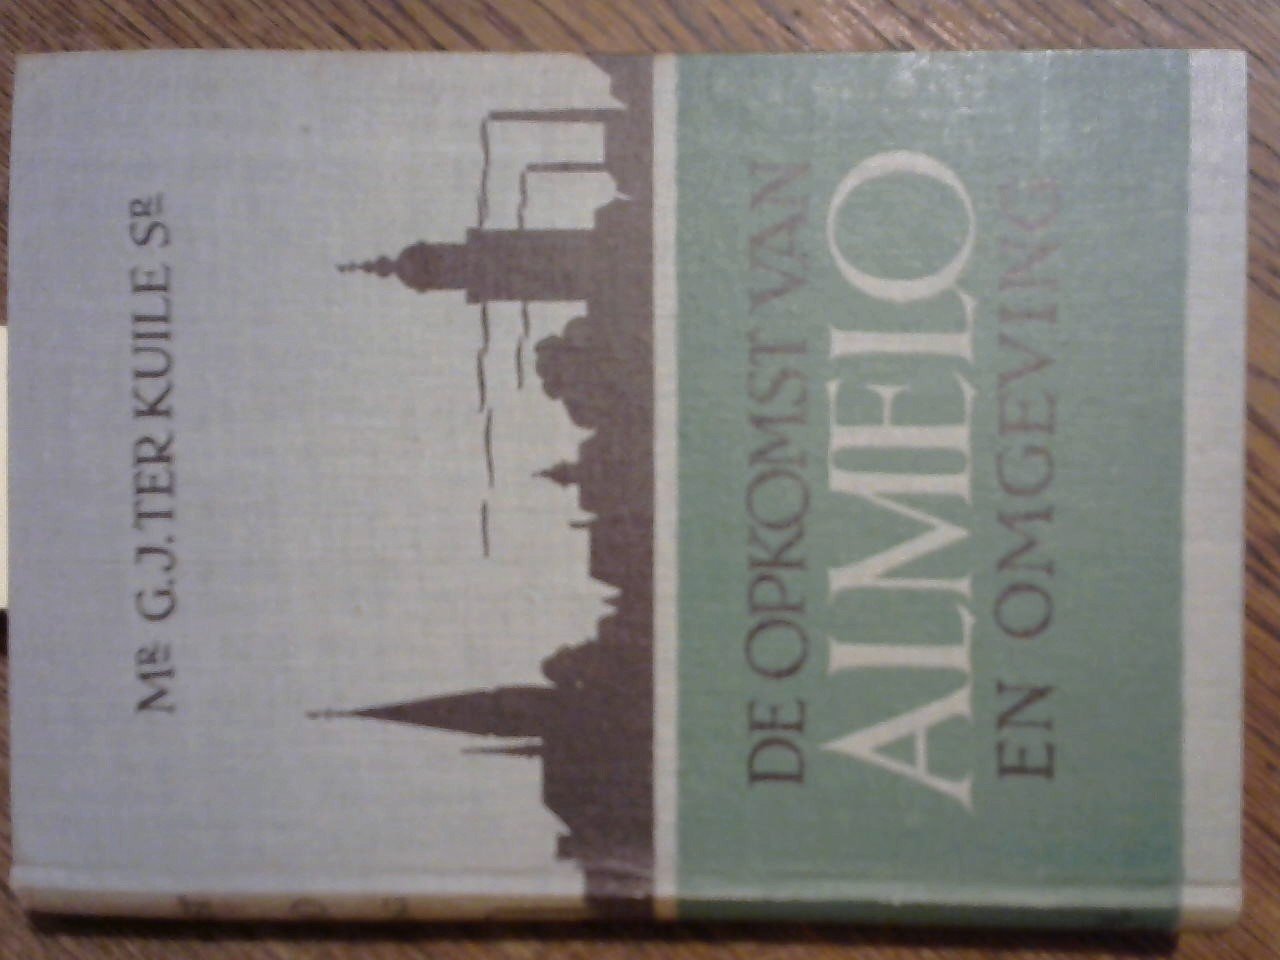 MR G.J. TER KUILE SR
DE OPKOMST VAN
ALMELO
EN OMGEVING